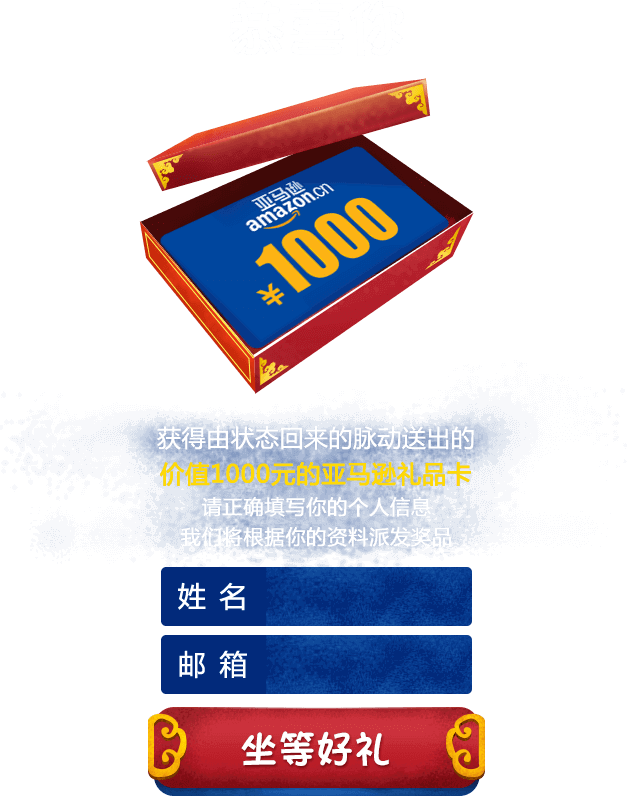 亚马逊
amazon.cn
¥1000
获得由状态回来的脉动送出的
价值1000元的亚马逊礼品卡
请正确填写你的个人信息
我们将根据你的资料派发奖品
姓名
邮箱
坐等好礼